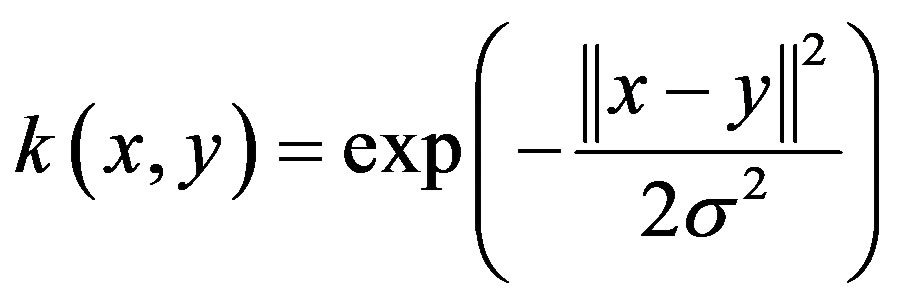 k(x, y) = exp(−‖x − y‖² / 2σ²)